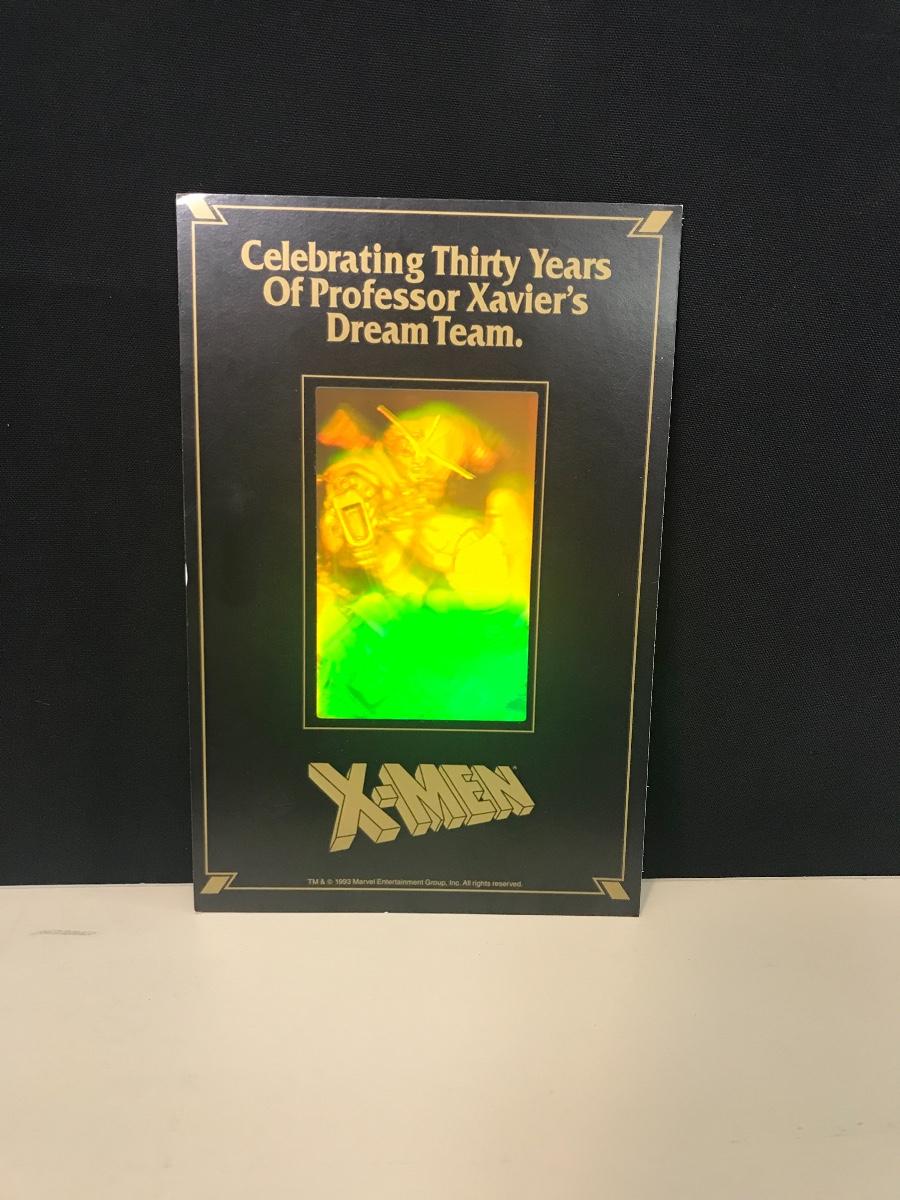 Celebrating Thirty Years
Of Professor Xavier's
Dream Team.
X-MEN
TM & © 1993 Marvel Entertainment Group, Inc. All rights reserved.